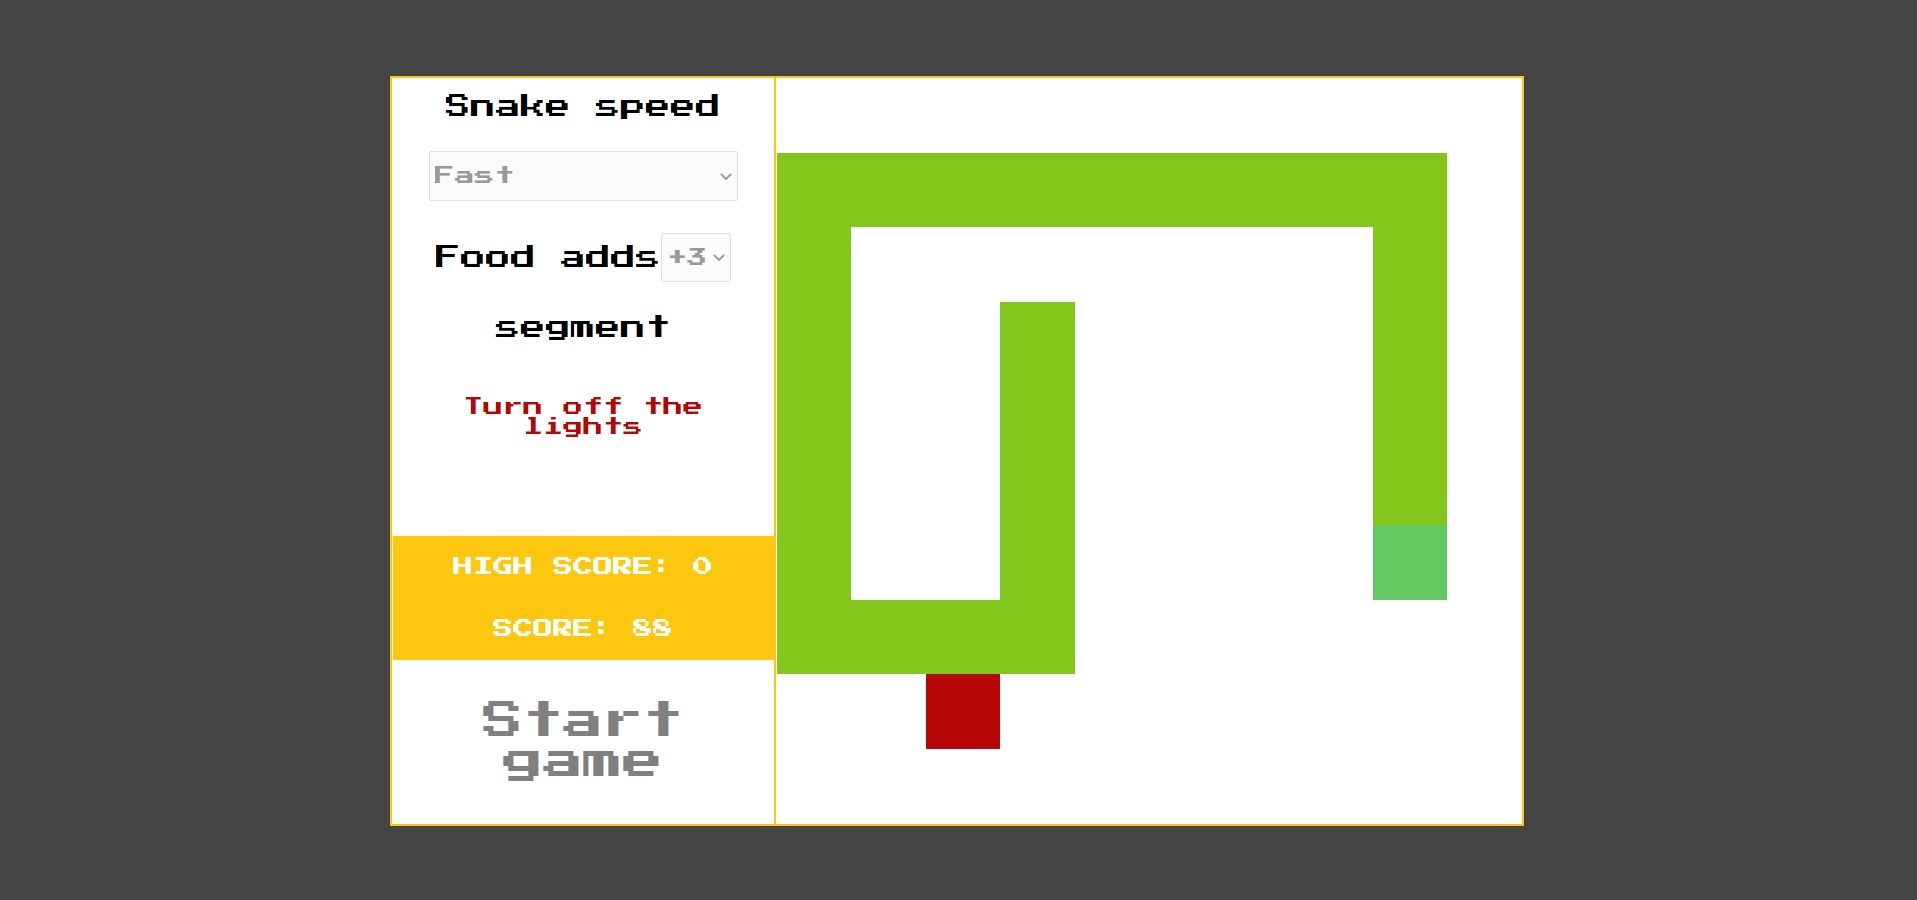 Snake speed
Fast
Food adds +3
segment
Turn off the
lights
HIGH SCORE: 0
SCORE: 88
Start
game